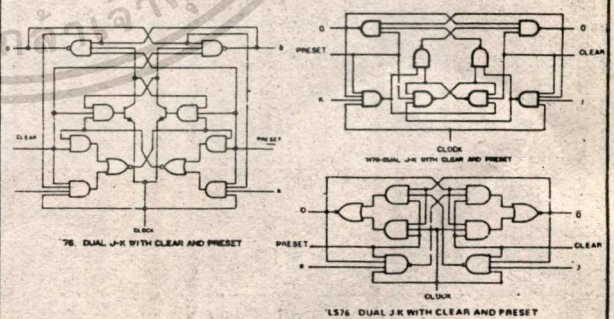 Q
Q
CLEAR
PRESET
K
CLOCK
'76 DUAL J-K WITH CLEAR AND PRESET
Q
Q̅
PRESET
CLEAR
K
J
CLOCK
'H76-DUAL J-K WITH CLEAR AND PRESET
Q
Q̅
PRESET
CLEAR
K
J
CLOCK
'LS76 DUAL J-K WITH CLEAR AND PRESET